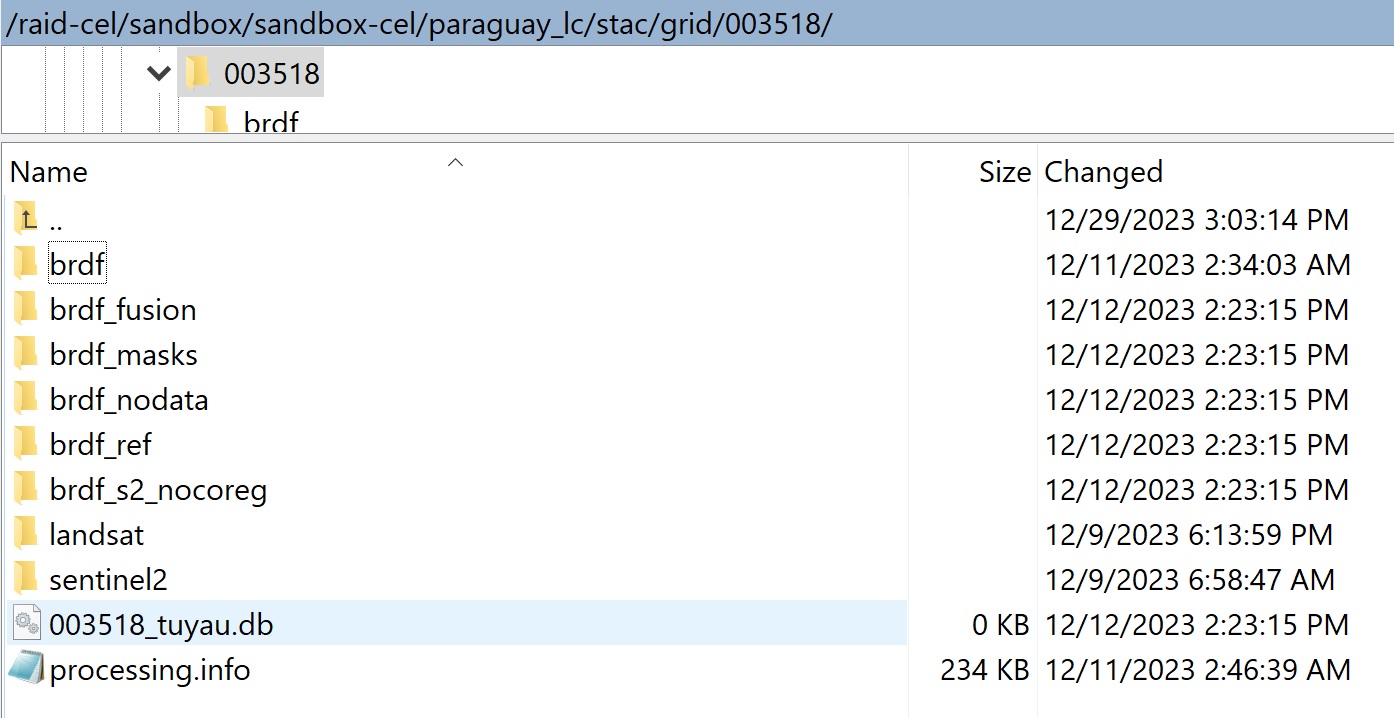 /raid-cel/sandbox/sandbox-cel/paraguay_lc/stac/grid/003518/
003518
brdf
Name Size Changed
.. 12/29/2023 3:03:14 PM
brdf 12/11/2023 2:34:03 AM
brdf_fusion 12/12/2023 2:23:15 PM
brdf_masks 12/12/2023 2:23:15 PM
brdf_nodata 12/12/2023 2:23:15 PM
brdf_ref 12/12/2023 2:23:15 PM
brdf_s2_nocoreg 12/12/2023 2:23:15 PM
landsat 12/9/2023 6:13:59 PM
sentinel2 12/9/2023 6:58:47 AM
003518_tuyau.db 0 KB 12/12/2023 2:23:15 PM
processing.info 234 KB 12/11/2023 2:46:39 AM